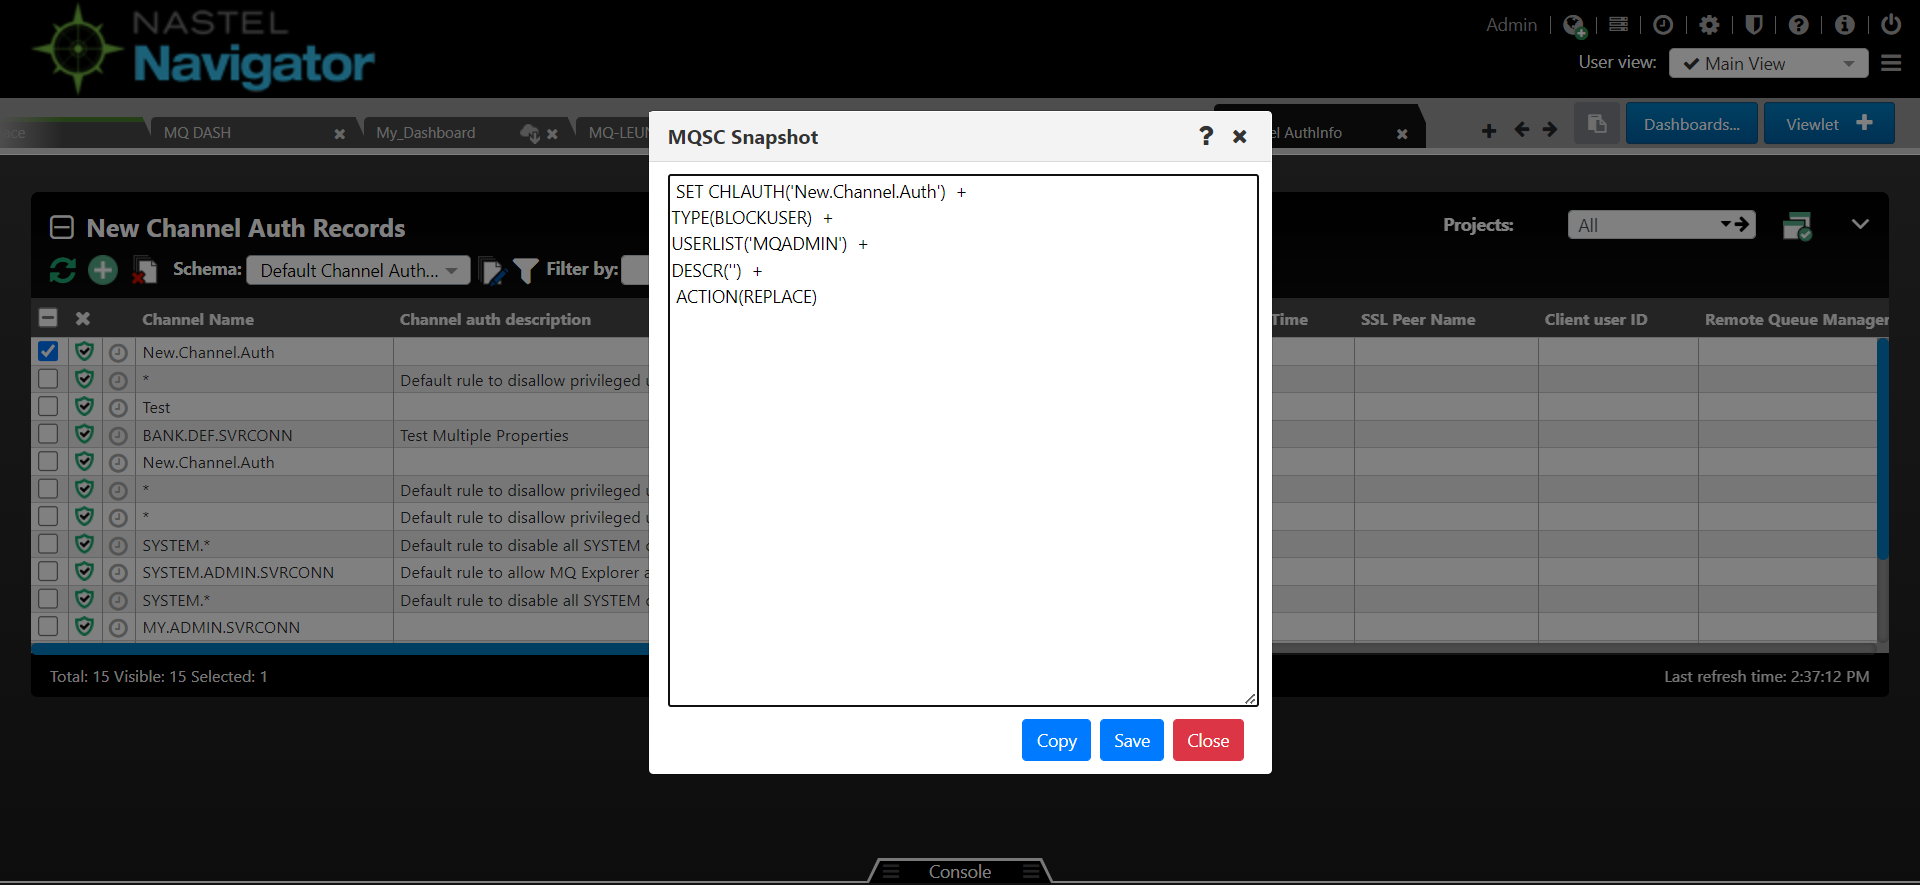 NASTEL
Navigator
Admin
User view:
Main View
ace
MQ DASH
My_Dashboard
AuthInfo
Dashboards...
Viewlet
MQSC Snapshot
SET CHLAUTH('New.Channel.Auth') +
TYPE(BLOCKUSER) +
USERLIST('MQADMIN') +
DESCR('') +
ACTION(REPLACE)
Copy
Save
Close
New Channel Auth Records
Projects:
All
Schema:
Default Channel Auth...
Filter by:
Channel Name
Channel auth description
Time
SSL Peer Name
Client user ID
Remote Queue Manager
New.Channel.Auth
* Default rule to disallow privileged
Test
BANK.DEF.SVRCONN Test Multiple Properties
New.Channel.Auth
* Default rule to disallow privileged
* Default rule to disallow privileged
SYSTEM.* Default rule to disable all SYSTEM
SYSTEM.ADMIN.SVRCONN Default rule to allow MQ Explorer
SYSTEM.* Default rule to disable all SYSTEM
MY.ADMIN.SVRCONN
Total: 15 Visible: 15 Selected: 1
Last refresh time: 2:37:12 PM
Console